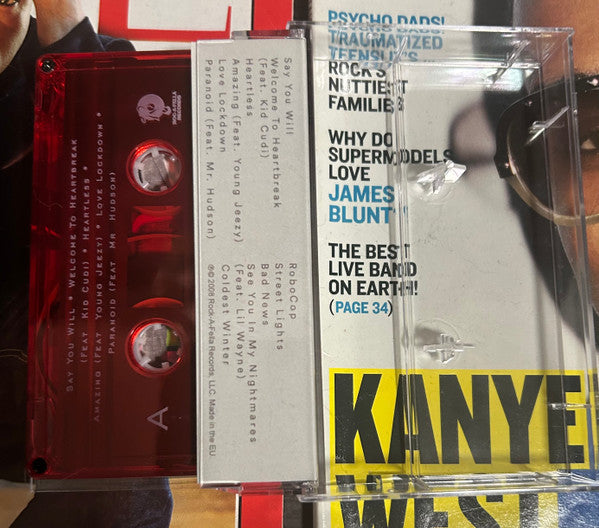 ROC-A-FELLA
RECORDS
SAY YOU WILL * WELCOME TO HEARTBREAK
(FEAT. KID CUDI) * HEARTLESS *
AMAZING (FEAT. YOUNG JEEZY) * LOVE LOCKDOWN *
PARANOID (FEAT MR HUDSON)
A
Say You Will
Welcome To Heartbreak
(Feat. Kid Cudi)
Heartless
Amazing (Feat. Young Jeezy)
Love Lockdown
Paranoid (Feat. Mr. Hudson)
RoboCop
Street Lights
Bad News
See You In My Nightmares
(Feat. Lil Wayne)
Coldest Winter
℗© 2008 Rock-A-Fella Records, LLC. Made in the EU.
PSYCHO DADS!
TRAUMATIZED
ROCK'S
NUTTIEST
FAMILIES
WHY DO
SUPERMODELS
LOVE
JAMES
BLUNT?
THE BEST
LIVE BAND
ON EARTH!
(PAGE 34)
KANYE
WEST